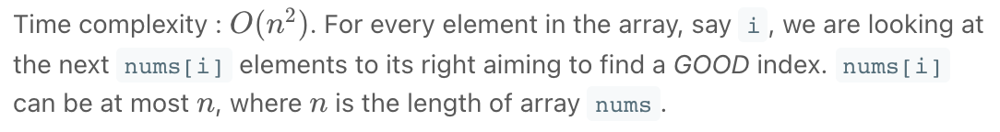 Time complexity : O(n²). For every element in the array, say i , we are looking at
the next nums[i] elements to its right aiming to find a GOOD index. nums[i]
can be at most n, where n is the length of array nums .